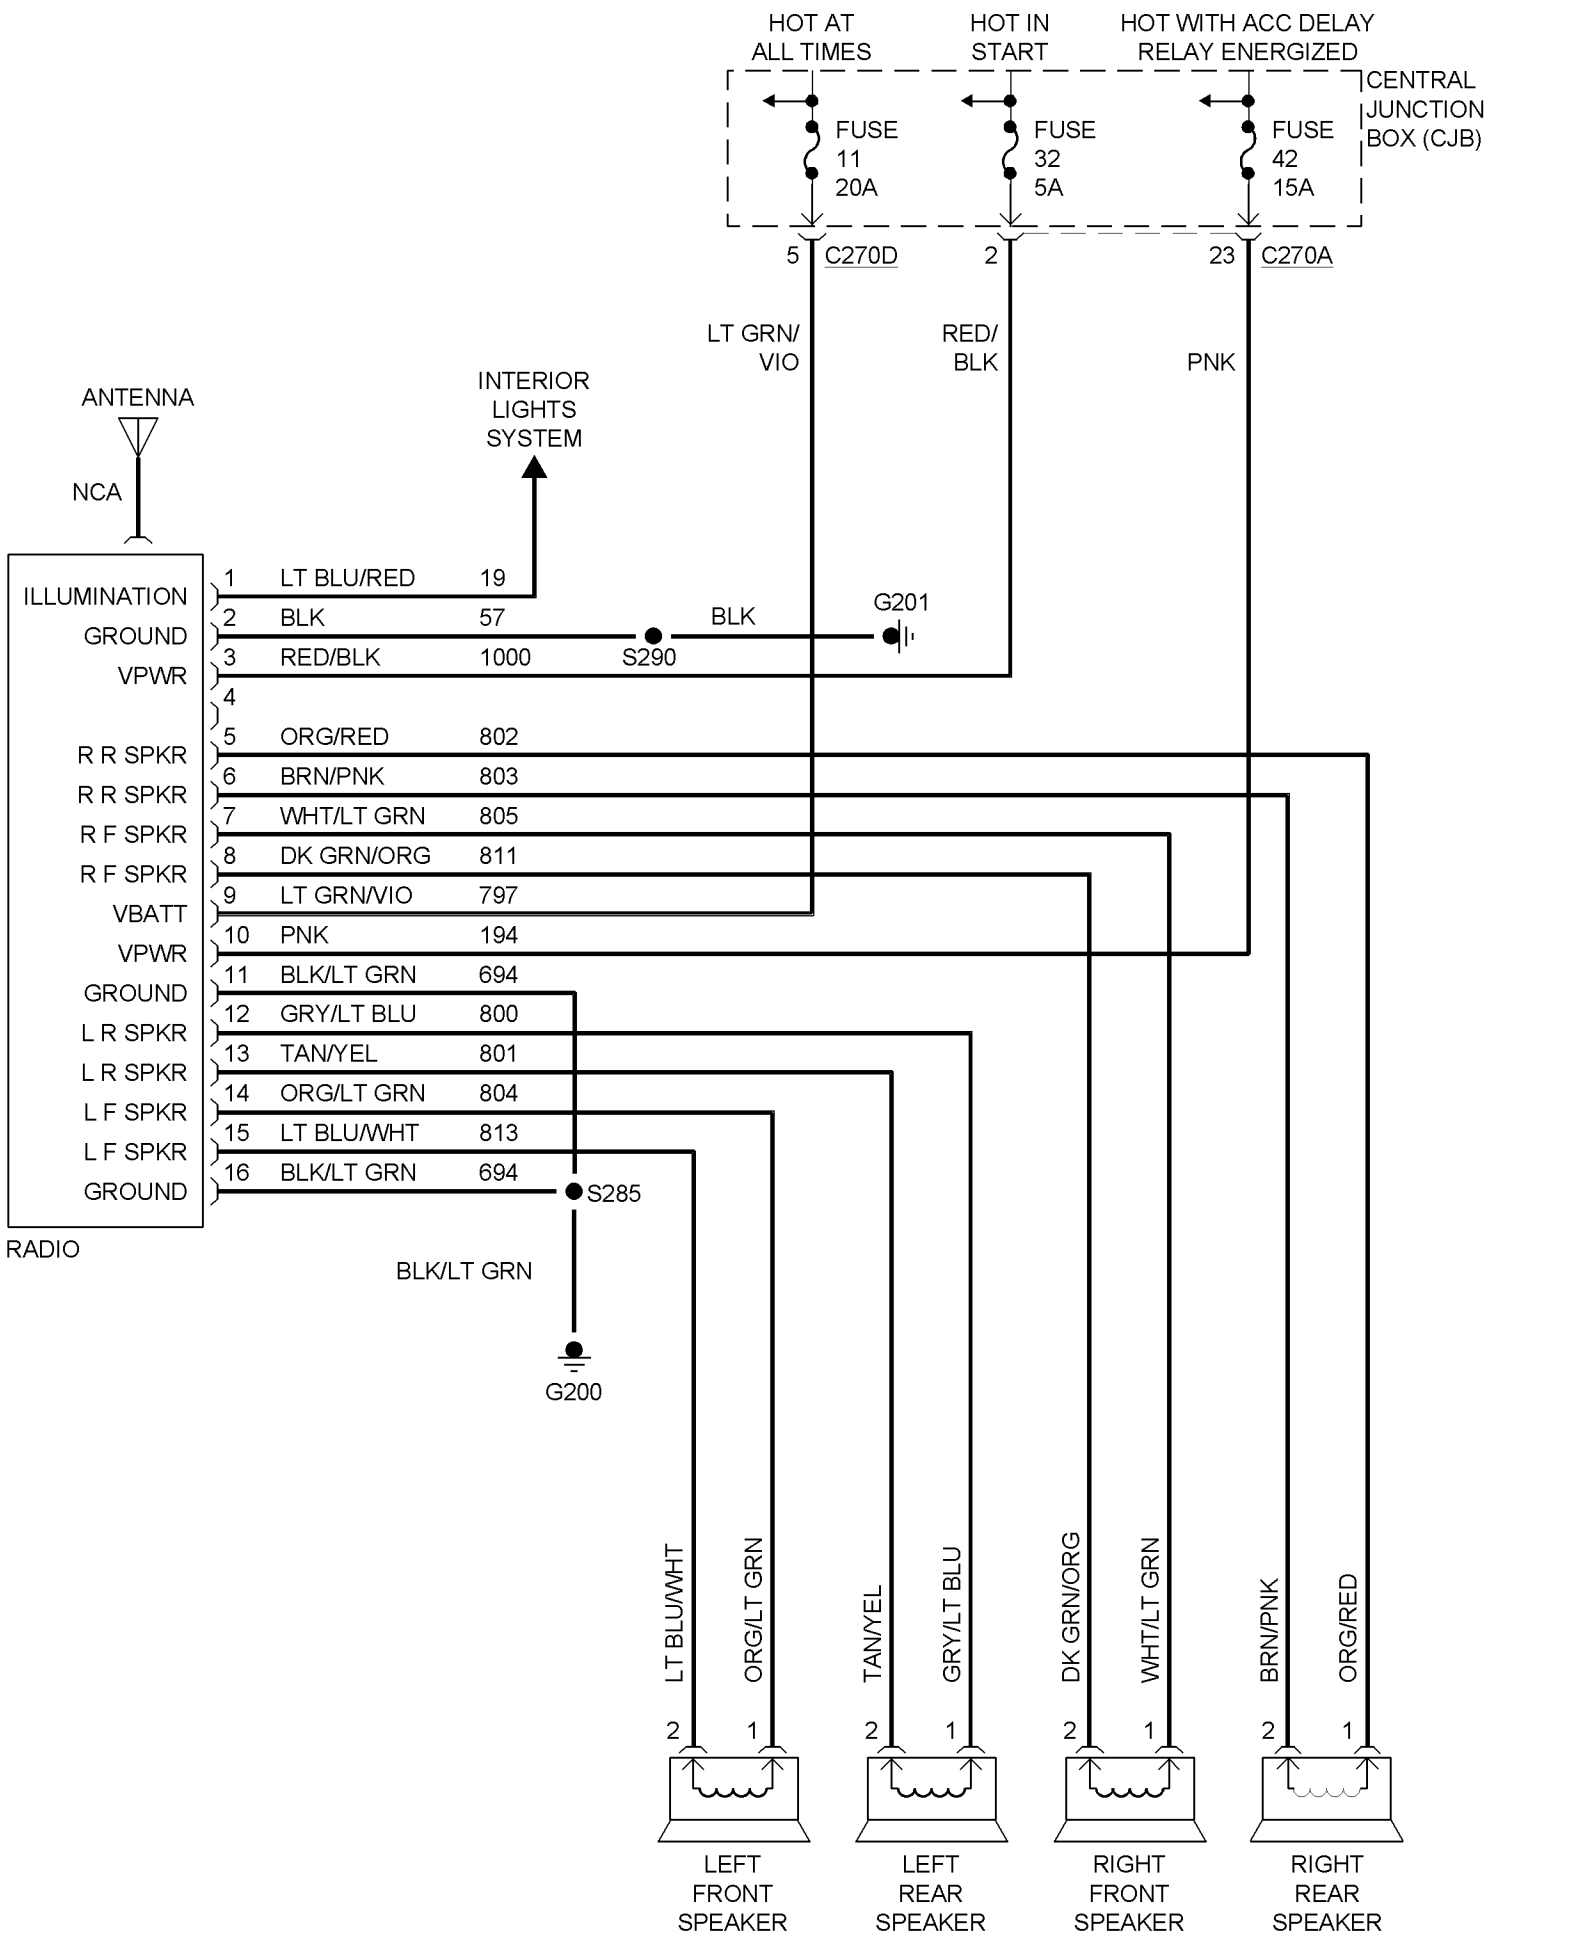 HOT AT
ALL TIMES
HOT IN
START
HOT WITH ACC DELAY
RELAY ENERGIZED
CENTRAL
JUNCTION
BOX (CJB)
FUSE
11
20A
FUSE
32
5A
FUSE
42
15A
5 C270D
2
23 C270A
LT GRN/
VIO
RED/
BLK
PNK
INTERIOR
LIGHTS
SYSTEM
ANTENNA
NCA
ILLUMINATION 1 LT BLU/RED 19
GROUND 2 BLK 57
S290
BLK
G201
VPWR 3 RED/BLK 1000
4
R R SPKR 5 ORG/RED 802
R R SPKR 6 BRN/PNK 803
R F SPKR 7 WHT/LT GRN 805
R F SPKR 8 DK GRN/ORG 811
VBATT 9 LT GRN/VIO 797
VPWR 10 PNK 194
GROUND 11 BLK/LT GRN 694
L R SPKR 12 GRY/LT BLU 800
L R SPKR 13 TAN/YEL 801
L F SPKR 14 ORG/LT GRN 804
L F SPKR 15 LT BLU/WHT 813
GROUND 16 BLK/LT GRN 694
S285
RADIO
BLK/LT GRN
G200
LT BLU/WHT
ORG/LT GRN
TAN/YEL
GRY/LT BLU
DK GRN/ORG
WHT/LT GRN
BRN/PNK
ORG/RED
2 1
2 1
2 1
2 1
LEFT
FRONT
SPEAKER
LEFT
REAR
SPEAKER
RIGHT
FRONT
SPEAKER
RIGHT
REAR
SPEAKER